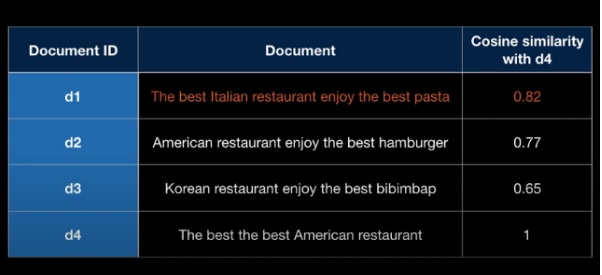 Document ID Document Cosine similarity with d4
d1 The best Italian restaurant enjoy the best pasta 0.82
d2 American restaurant enjoy the best hamburger 0.77
d3 Korean restaurant enjoy the best bibimbap 0.65
d4 The best the best American restaurant 1